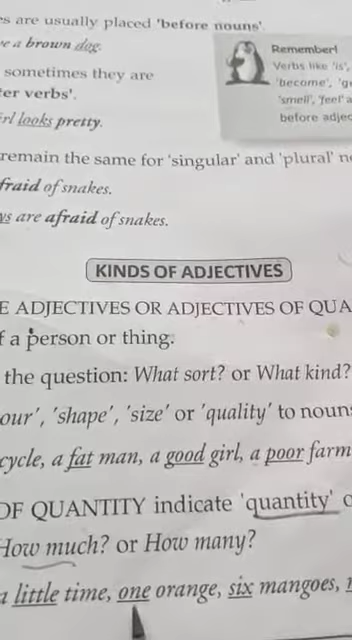 s are usually placed 'before nouns'.
e a brown dog.
sometimes they are
er verbs'.
irl looks pretty.
Remember!
Verbs like 'is',
'become', 'g
'smell', 'feel' a
before adjec
remain the same for 'singular' and 'plural' n
fraid of snakes.
ys are afraid of snakes.
KINDS OF ADJECTIVES
E ADJECTIVES OR ADJECTIVES OF QUA
f a person or thing.
the question: What sort? or What kind?
our', 'shape', 'size' or 'quality' to noun
cycle, a fat man, a good girl, a poor farm
OF QUANTITY indicate 'quantity' o
How much? or How many?
a little time, one orange, six mangoes,